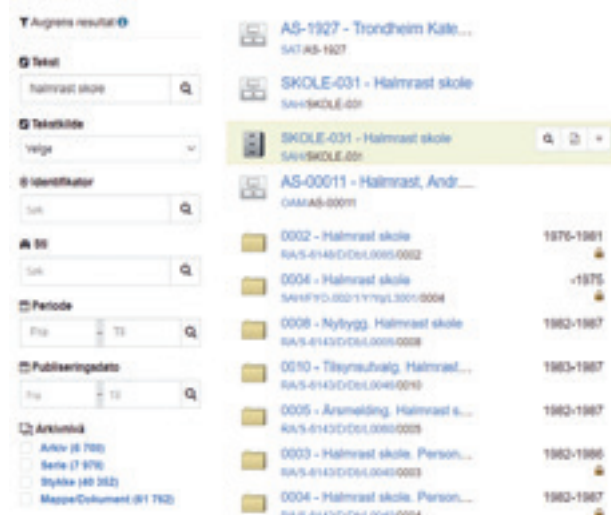 Avgrens resultat
Tekst
halmrast skole
Tekstkilde
Velge
Identifikator
Søk
Sti
Søk
Periode
Fra - Til
Publiseringsdato
Fra - Til
Arkivnivå
Arkiv (6 700)
Serie (7 970)
Stykke (40 352)
Mappe/Dokument (61 762)
AS-1927 - Trondheim Kate....
SAT/AS-1927
SKOLE-031 - Halmrast skole
SAH/SKOLE-031
SKOLE-031 - Halmrast skole
SAH/SKOLE-031
AS-00011 - Halmrast, Andr....
OAM/AS-00011
0002 - Halmrast skole 1976-1981
0004 - Halmrast skole -1975
0008 - Nybygg. Halmrast skole 1982-1987
0010 - Tilsynsutvalg. Halmrast.... 1983-1987
0005 - Årsmelding. Halmrast s.... 1982-1987
0003 - Halmrast skole. Person.... 1982-1986
0004 - Halmrast skole. Person.... 1982-1987